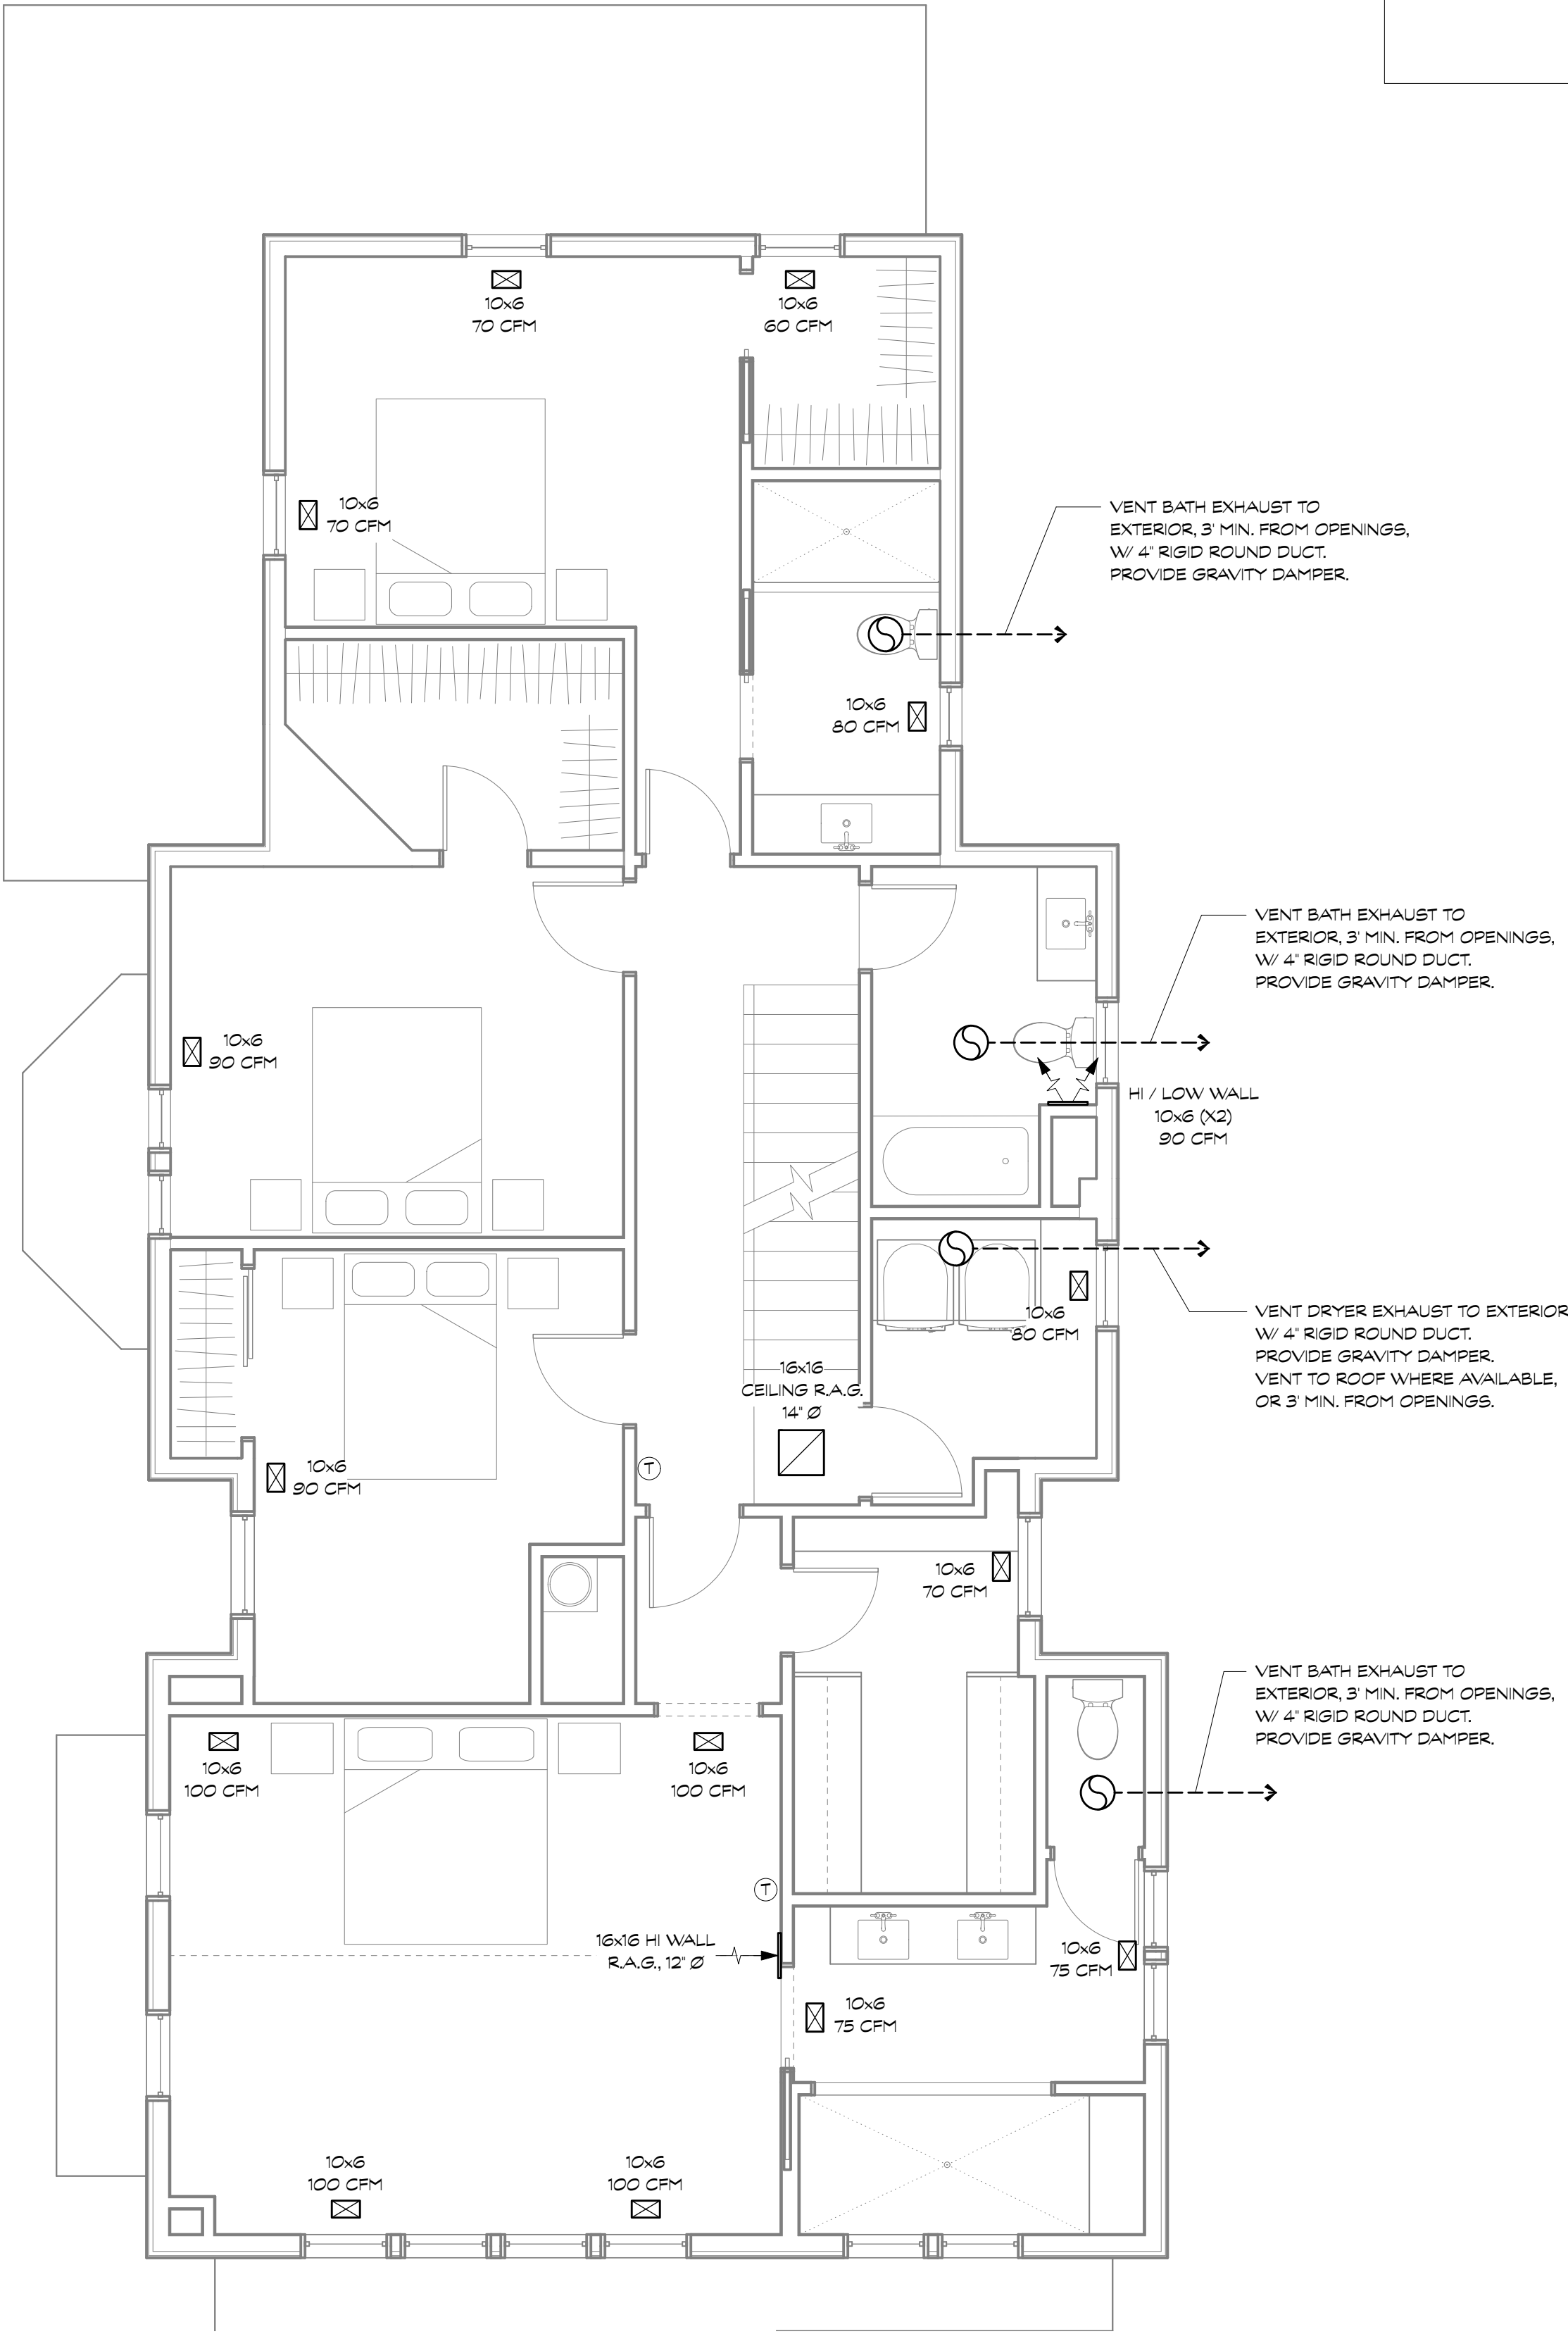 10x6
70 CFM
10x6
60 CFM
10x6
70 CFM
VENT BATH EXHAUST TO
EXTERIOR, 3' MIN. FROM OPENINGS,
W/ 4" RIGID ROUND DUCT.
PROVIDE GRAVITY DAMPER.
10x6
80 CFM
VENT BATH EXHAUST TO
EXTERIOR, 3' MIN. FROM OPENINGS,
W/ 4" RIGID ROUND DUCT.
PROVIDE GRAVITY DAMPER.
10x6
90 CFM
HI / LOW WALL
10x6 (X2)
90 CFM
10x6
80 CFM
VENT DRYER EXHAUST TO EXTERIOR
W/ 4" RIGID ROUND DUCT.
PROVIDE GRAVITY DAMPER.
VENT TO ROOF WHERE AVAILABLE,
OR 3' MIN. FROM OPENINGS.
16x16
CEILING R.A.G.
14" Ø
10x6
90 CFM
T
10x6
70 CFM
VENT BATH EXHAUST TO
EXTERIOR, 3' MIN. FROM OPENINGS,
W/ 4" RIGID ROUND DUCT.
PROVIDE GRAVITY DAMPER.
10x6
100 CFM
10x6
100 CFM
T
16x16 HI WALL
R.A.G., 12" Ø
10x6
75 CFM
10x6
75 CFM
10x6
100 CFM
10x6
100 CFM